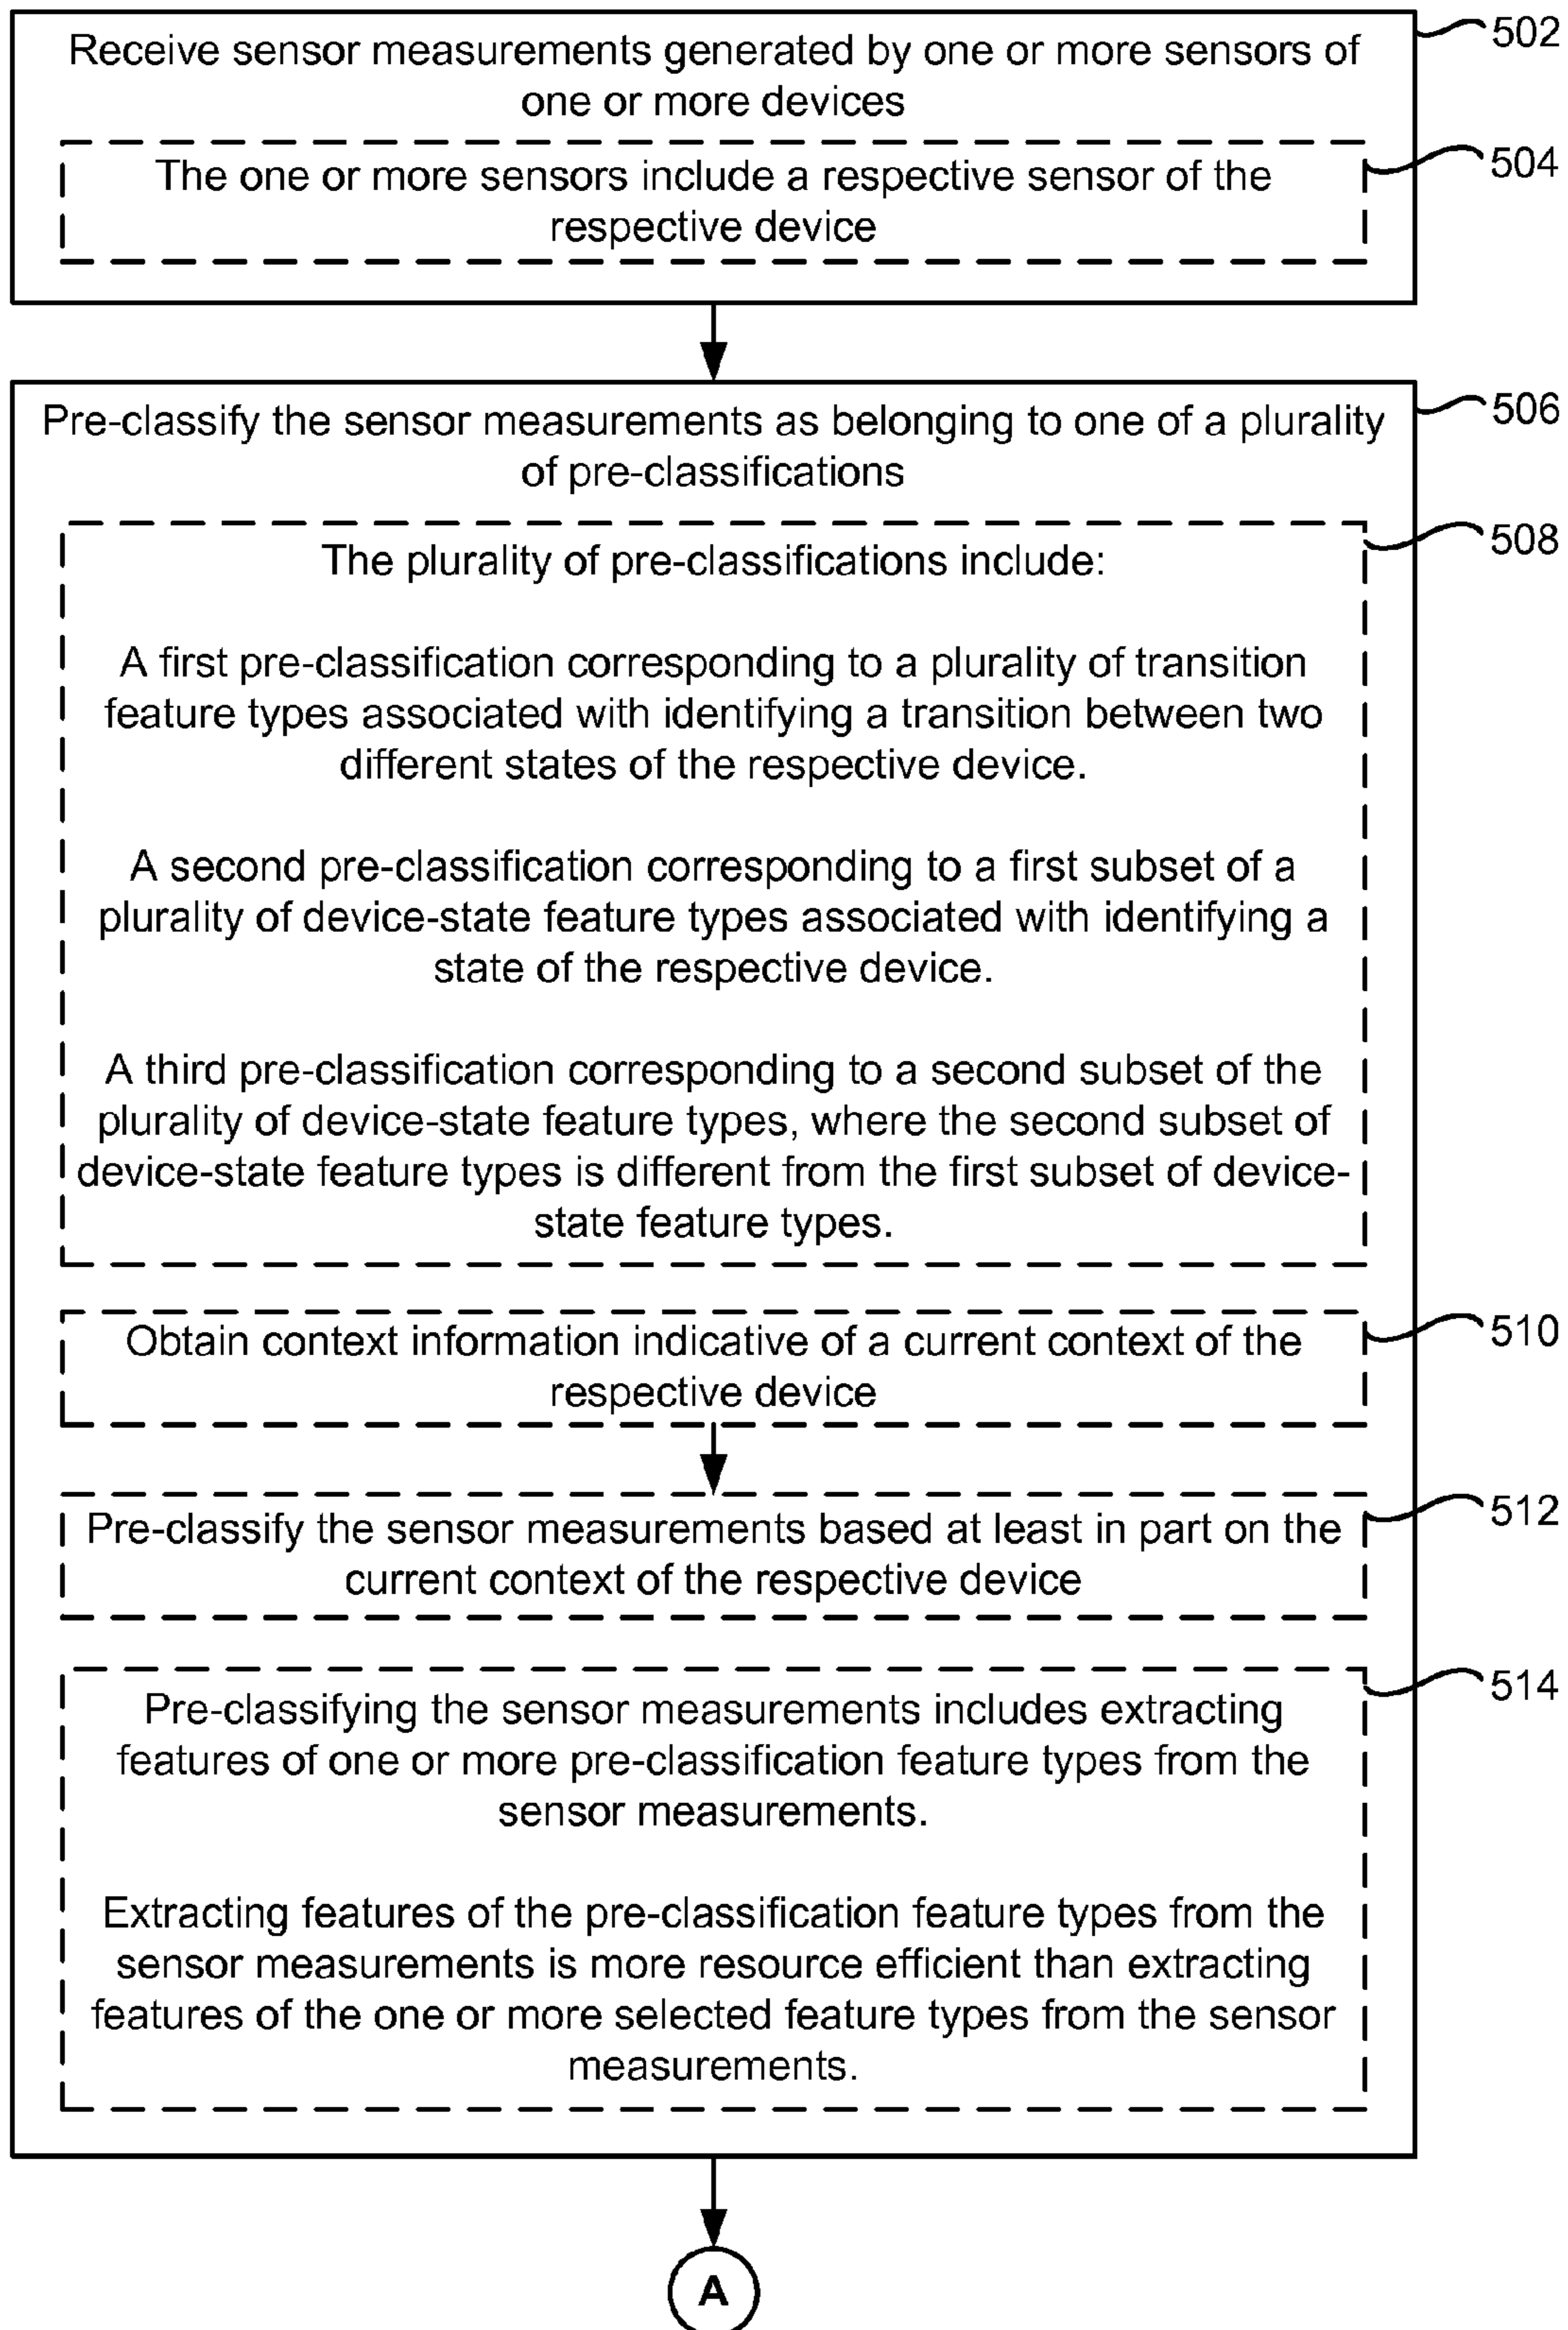 Receive sensor measurements generated by one or more sensors of
one or more devices
502
The one or more sensors include a respective sensor of the
respective device
504
Pre-classify the sensor measurements as belonging to one of a plurality
of pre-classifications
506
The plurality of pre-classifications include:
508
A first pre-classification corresponding to a plurality of transition
feature types associated with identifying a transition between two
different states of the respective device.
A second pre-classification corresponding to a first subset of a
plurality of device-state feature types associated with identifying a
state of the respective device.
A third pre-classification corresponding to a second subset of the
plurality of device-state feature types, where the second subset of
device-state feature types is different from the first subset of device-
state feature types.
Obtain context information indicative of a current context of the
respective device
510
Pre-classify the sensor measurements based at least in part on the
current context of the respective device
512
Pre-classifying the sensor measurements includes extracting
features of one or more pre-classification feature types from the
sensor measurements.
514
Extracting features of the pre-classification feature types from the
sensor measurements is more resource efficient than extracting
features of the one or more selected feature types from the sensor
measurements.
A